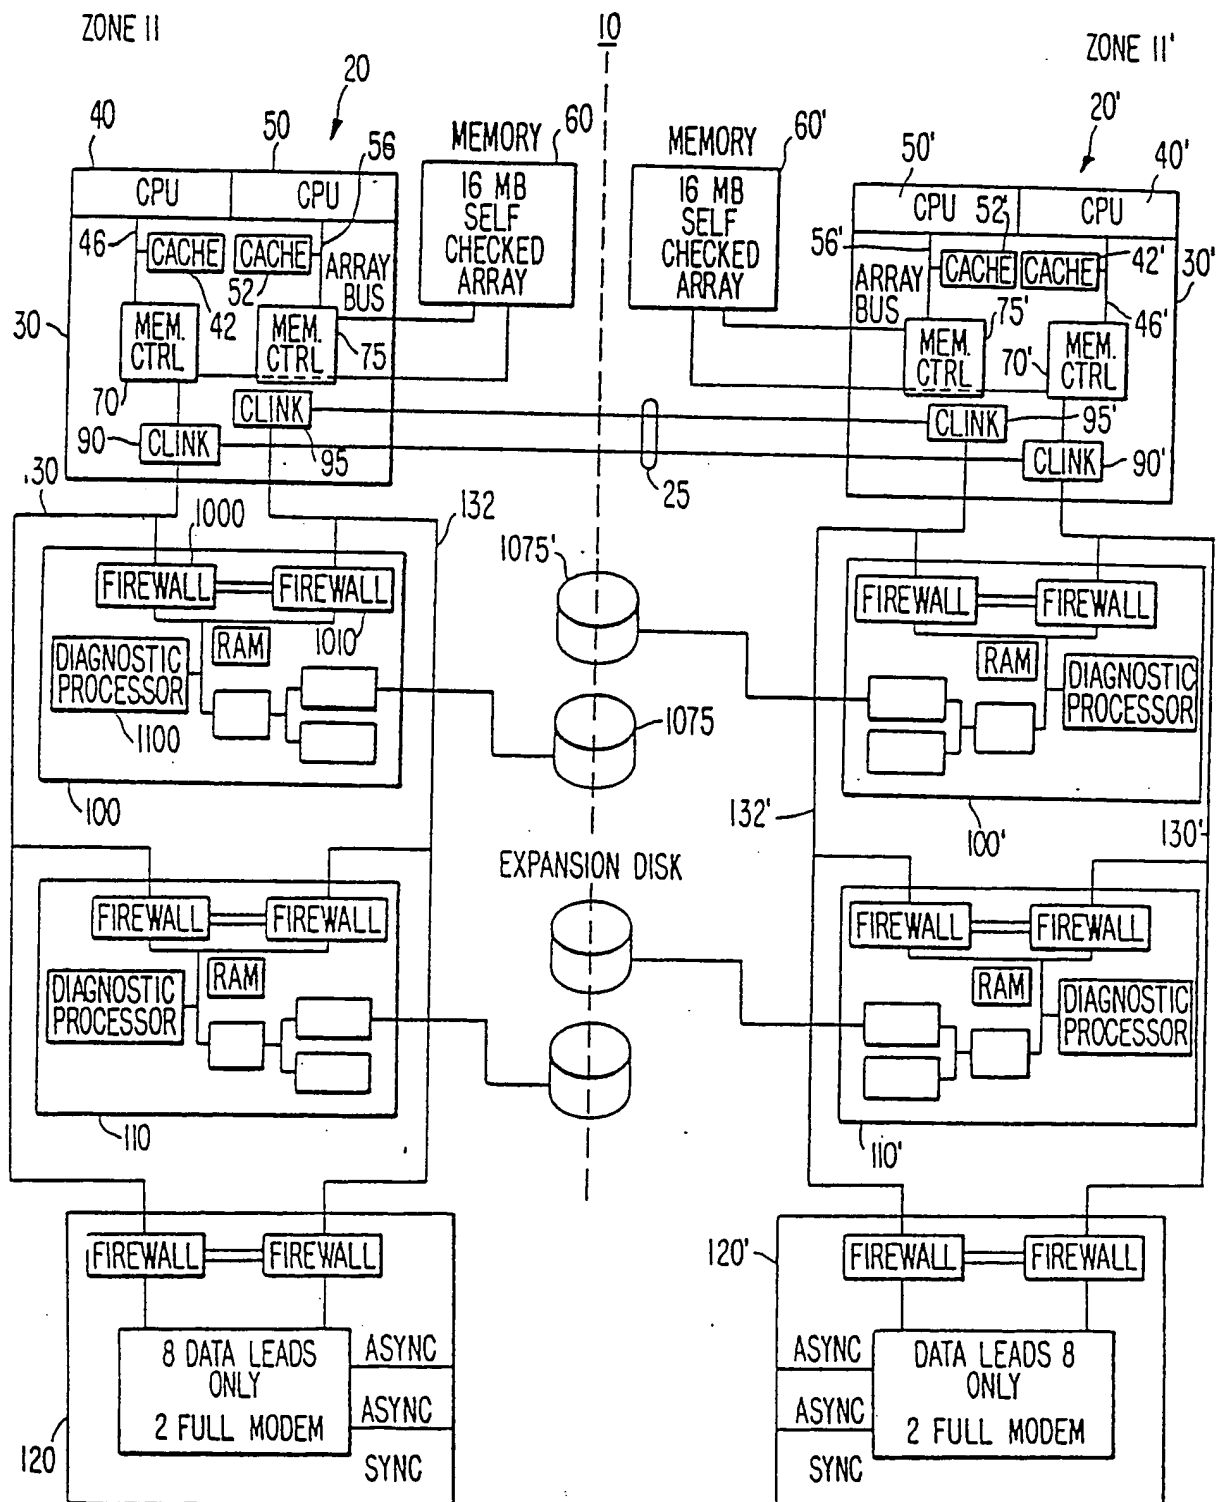 ZONE 11
10
ZONE 11'
20
20'
40
50
56
MEMORY
60
MEMORY
60'
50'
40'
CPU
CPU
16 MB
SELF
CHECKED
ARRAY
16 MB
SELF
CHECKED
ARRAY
CPU
52'
CPU
46
CACHE
CACHE
52
42
ARRAY
BUS
56'
CACHE
CACHE
42'
30'
ARRAY
BUS
30
MEM.
CTRL
MEM.
CTRL
75
70
75'
46'
MEM.
CTRL
70'
MEM.
CTRL
CLINK
95
90
CLINK
25
CLINK
95'
CLINK
90'
130
1000
132
1075'
FIREWALL
FIREWALL
1010
RAM
DIAGNOSTIC
PROCESSOR
1100
100
1075
FIREWALL
FIREWALL
RAM
DIAGNOSTIC
PROCESSOR
132'
100'
130'
EXPANSION DISK
FIREWALL
FIREWALL
RAM
DIAGNOSTIC
PROCESSOR
110
FIREWALL
FIREWALL
RAM
DIAGNOSTIC
PROCESSOR
110'
FIREWALL
FIREWALL
8 DATA LEADS
ONLY
2 FULL MODEM
ASYNC
ASYNC
SYNC
120
120'
FIREWALL
FIREWALL
ASYNC
ASYNC
SYNC
DATA LEADS 8
ONLY
2 FULL MODEM